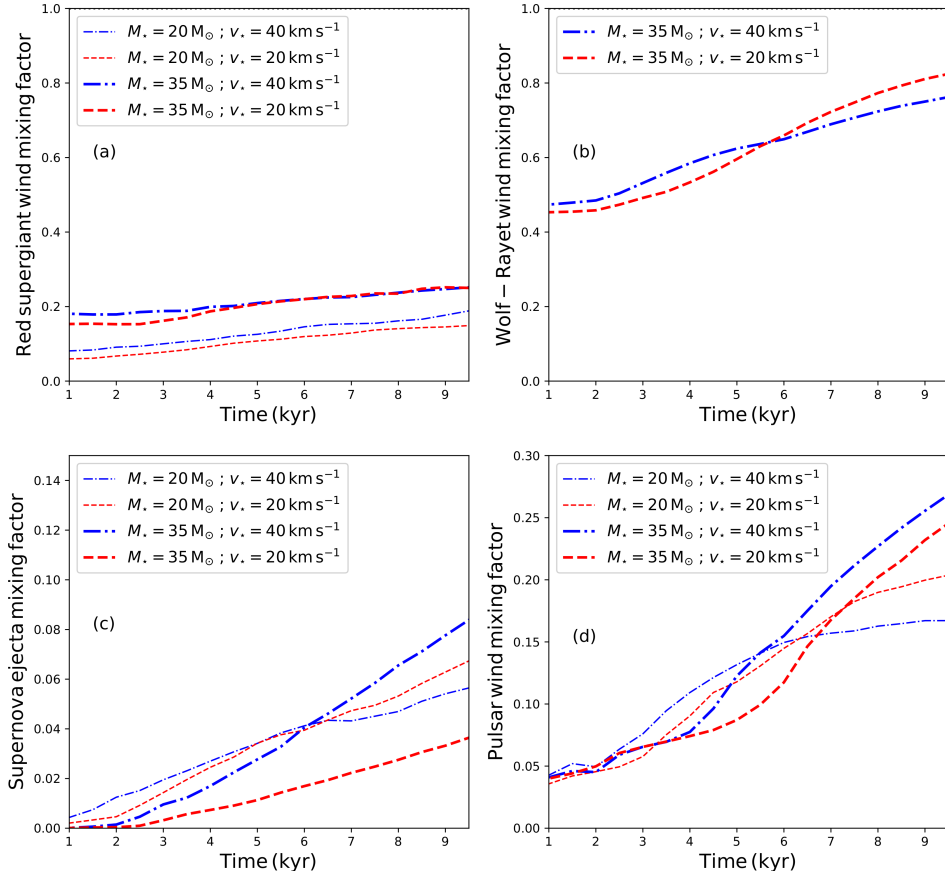 Red supergiant wind mixing factor
1.0
0.8
0.6
0.4
0.2
0.0
M⋆ = 20 M⊙ ; v⋆ = 40 km s⁻¹
M⋆ = 20 M⊙ ; v⋆ = 20 km s⁻¹
M⋆ = 35 M⊙ ; v⋆ = 40 km s⁻¹
M⋆ = 35 M⊙ ; v⋆ = 20 km s⁻¹
(a)
1 2 3 4 5 6 7 8 9
Time (kyr)
Wolf − Rayet wind mixing factor
1.0
0.8
0.6
0.4
0.2
0.0
M⋆ = 35 M⊙ ; v⋆ = 40 km s⁻¹
M⋆ = 35 M⊙ ; v⋆ = 20 km s⁻¹
(b)
1 2 3 4 5 6 7 8 9
Time (kyr)
Supernova ejecta mixing factor
0.14
0.12
0.10
0.08
0.06
0.04
0.02
0.00
M⋆ = 20 M⊙ ; v⋆ = 40 km s⁻¹
M⋆ = 20 M⊙ ; v⋆ = 20 km s⁻¹
M⋆ = 35 M⊙ ; v⋆ = 40 km s⁻¹
M⋆ = 35 M⊙ ; v⋆ = 20 km s⁻¹
(c)
1 2 3 4 5 6 7 8 9
Time (kyr)
Pulsar wind mixing factor
0.30
0.25
0.20
0.15
0.10
0.05
0.00
M⋆ = 20 M⊙ ; v⋆ = 40 km s⁻¹
M⋆ = 20 M⊙ ; v⋆ = 20 km s⁻¹
M⋆ = 35 M⊙ ; v⋆ = 40 km s⁻¹
M⋆ = 35 M⊙ ; v⋆ = 20 km s⁻¹
(d)
1 2 3 4 5 6 7 8 9
Time (kyr)